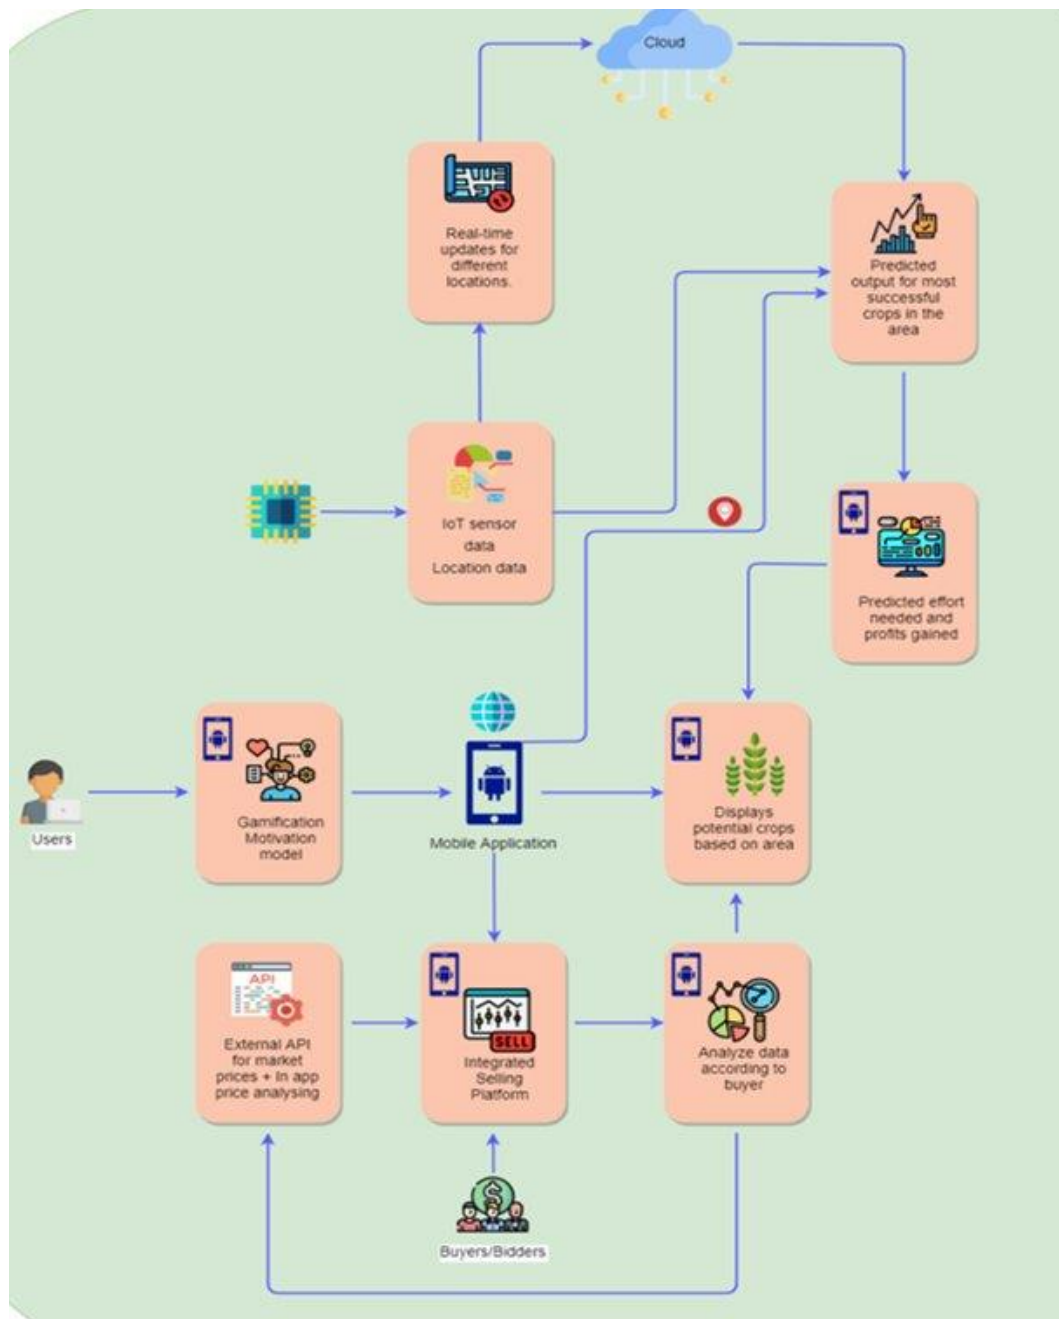 Cloud
Real-time
updates for
different
locations.
Predicted
output for most
successful
crops in the
area
IoT sensor
data
Location data
Predicted effort
needed and
profits gained
Users
Gamification
Motivation
model
Mobile Application
Displays
potential crops
based on area
API
External API
for market
prices + In app
price analysing
SELL
Integrated
Selling
Platform
Analyze data
according to
buyer
$
Buyers/Bidders